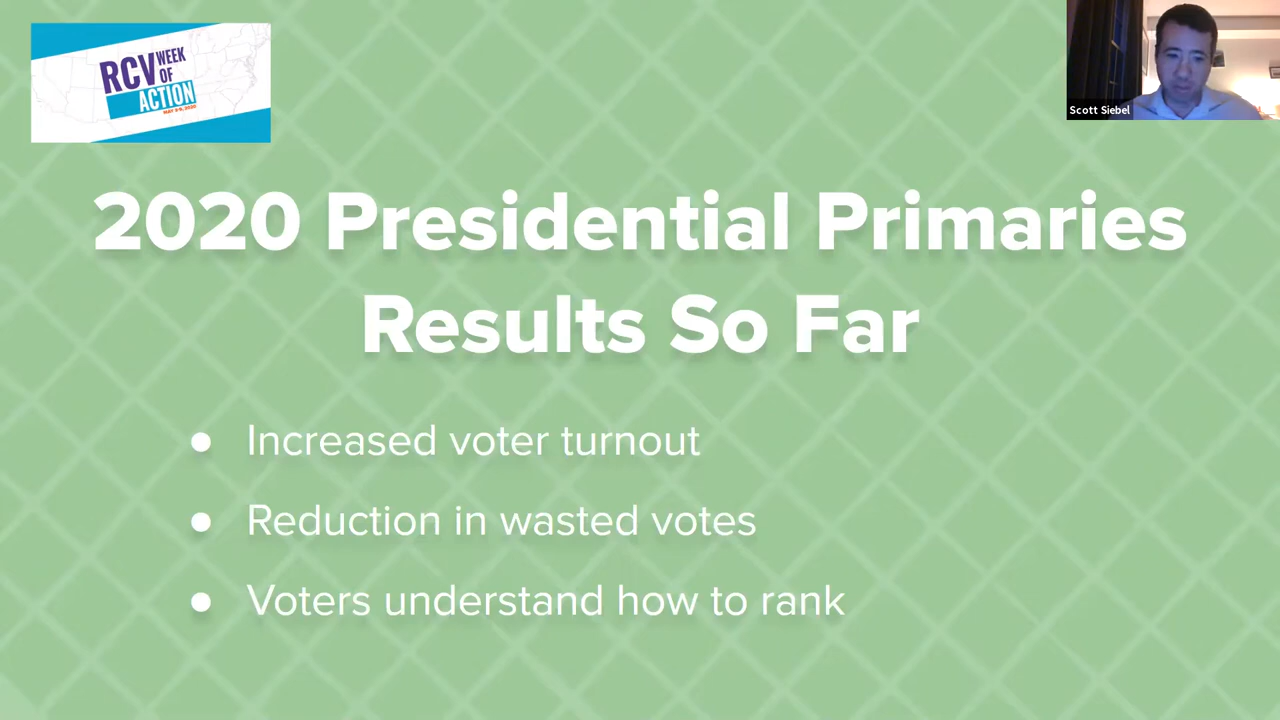 RCV WEEK
OF
ACTION
Scott Siebel
2020 Presidential Primaries
Results So Far
● Increased voter turnout
● Reduction in wasted votes
● Voters understand how to rank